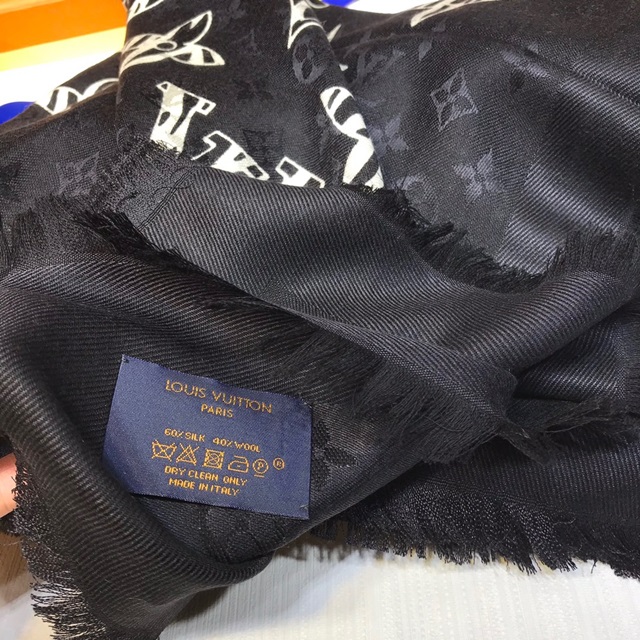 LOUIS VUITTON
PARIS
60% SILK 40% WOOL
P ®
DRY CLEAN ONLY
MADE IN ITALY